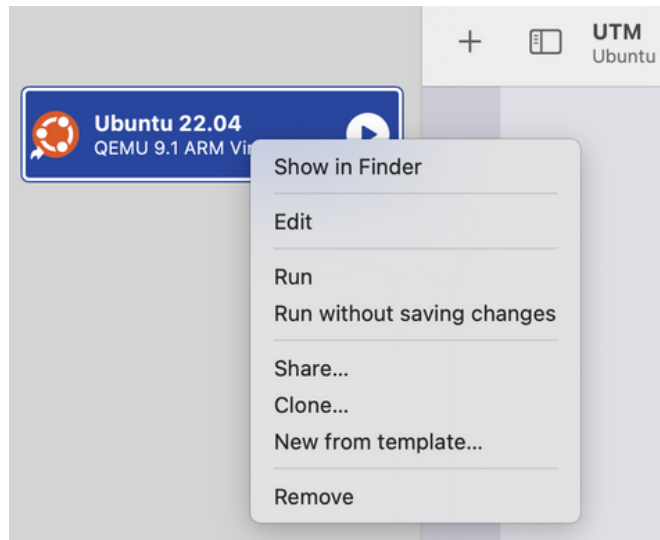 UTM
Ubuntu
Ubuntu 22.04
QEMU 9.1 ARM
Show in Finder
Edit
Run
Run without saving changes
Share...
Clone...
New from template...
Remove